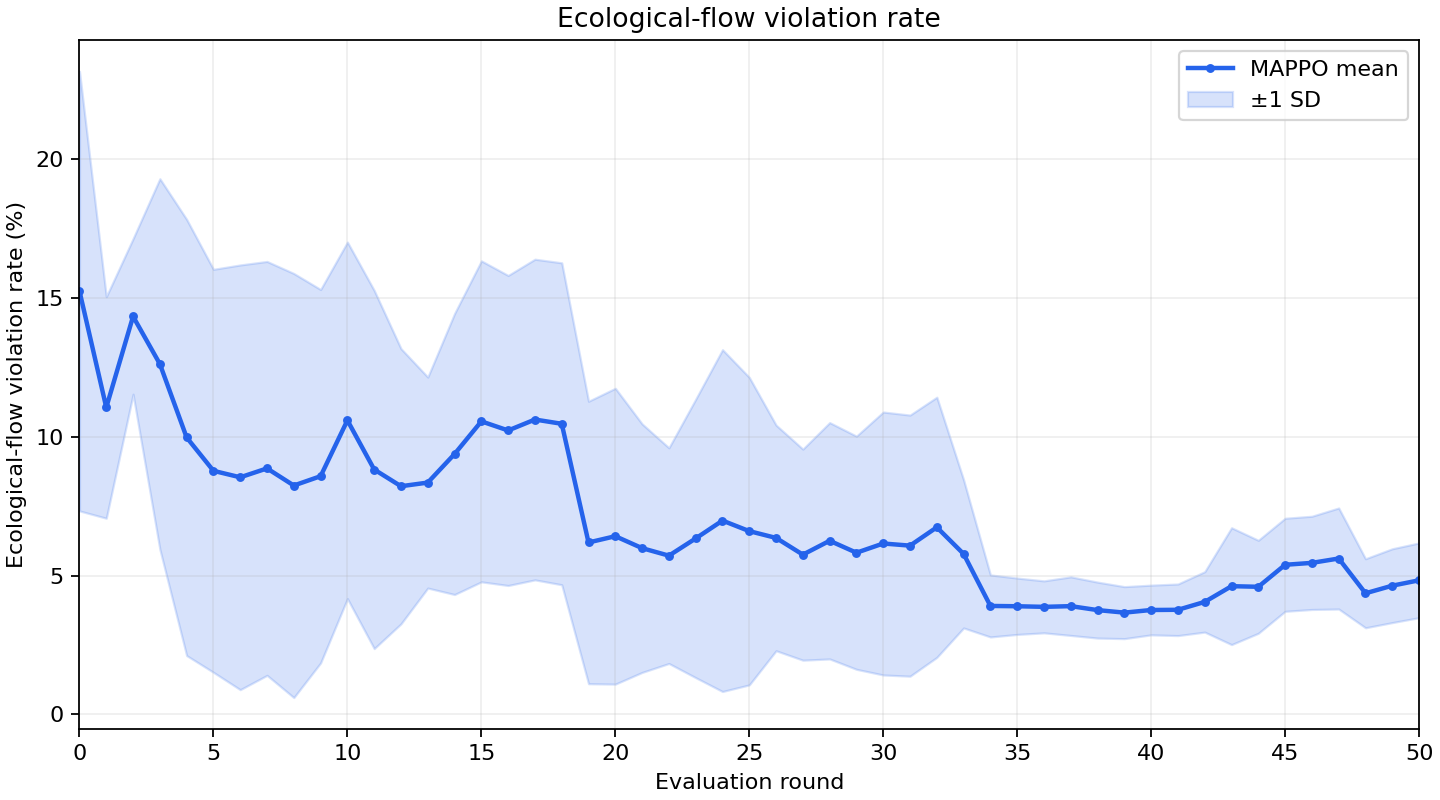 Ecological-flow violation rate
MAPPO mean
±1 SD
Ecological-flow violation rate (%)
20
15
10
5
0
0 5 10 15 20 25 30 35 40 45 50
Evaluation round